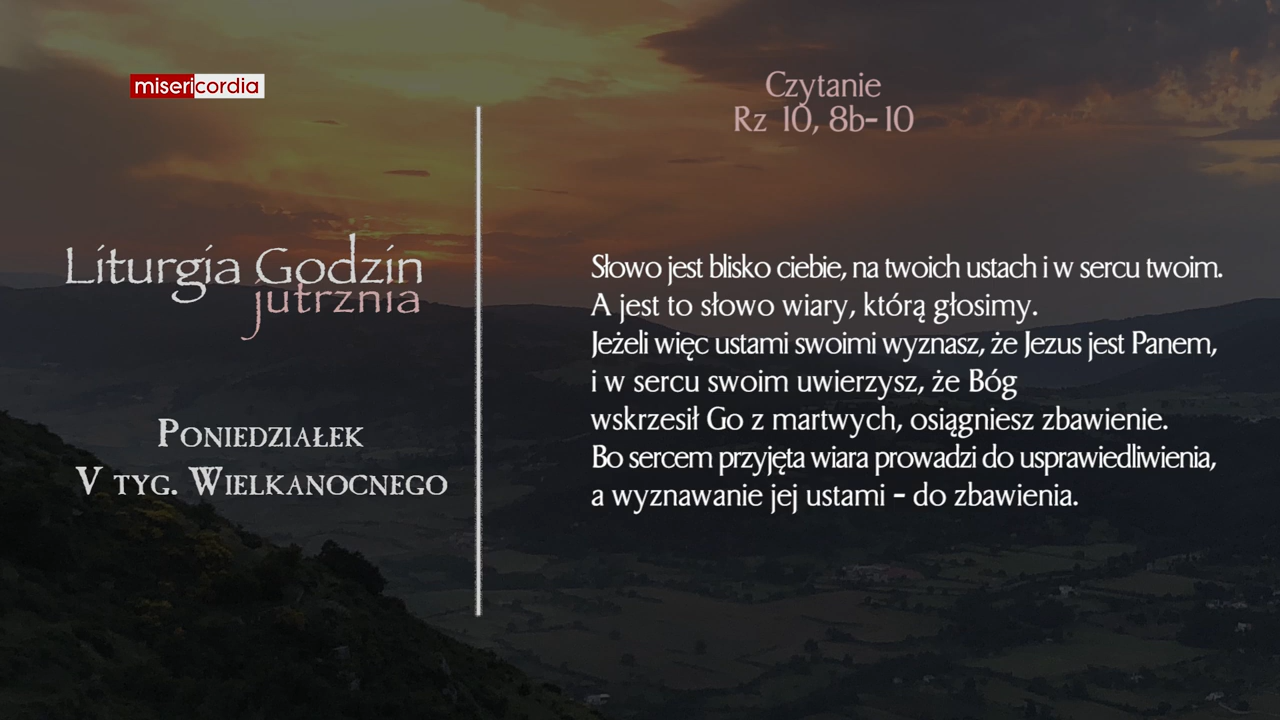 misericordia
Liturgia Godzin
jutrznia
Poniedziałek
V tyg. Wielkanocnego
Czytanie
Rz 10, 8b-10
Słowo jest blisko ciebie, na twoich ustach i w sercu twoim.
A jest to słowo wiary, którą głosimy.
Jeżeli więc ustami swoimi wyznasz, że Jezus jest Panem,
i w sercu swoim uwierzysz, że Bóg
wskrzesił Go z martwych, osiągniesz zbawienie.
Bo sercem przyjęta wiara prowadzi do usprawiedliwienia,
a wyznawanie jej ustami - do zbawienia.